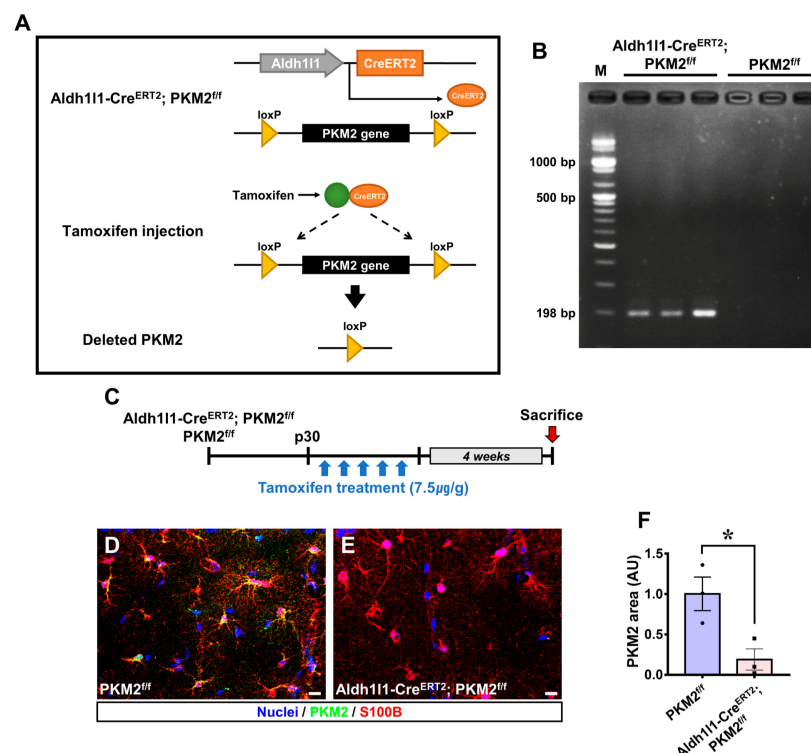 A
Aldh1l1
CreERT2
CreERT2
Aldh1l1-CreERT2; PKM2f/f
loxP
loxP
PKM2 gene
Tamoxifen
CreERT2
Tamoxifen injection
loxP
loxP
PKM2 gene
loxP
Deleted PKM2
B
Aldh1l1-CreERT2;
M
PKM2f/f
PKM2f/f
1000 bp
500 bp
198 bp
C
Aldh1l1-CreERT2; PKM2f/f
PKM2f/f
p30
Sacrifice
4 weeks
Tamoxifen treatment (7.5μg/g)
D
PKM2f/f
E
Aldh1l1-CreERT2; PKM2f/f
Nuclei / PKM2 / S100B
F
*
PKM2 area (AU)
1.5
1.0
0.5
0.0
PKM2f/f
Aldh1l1-CreERT2;
PKM2f/f